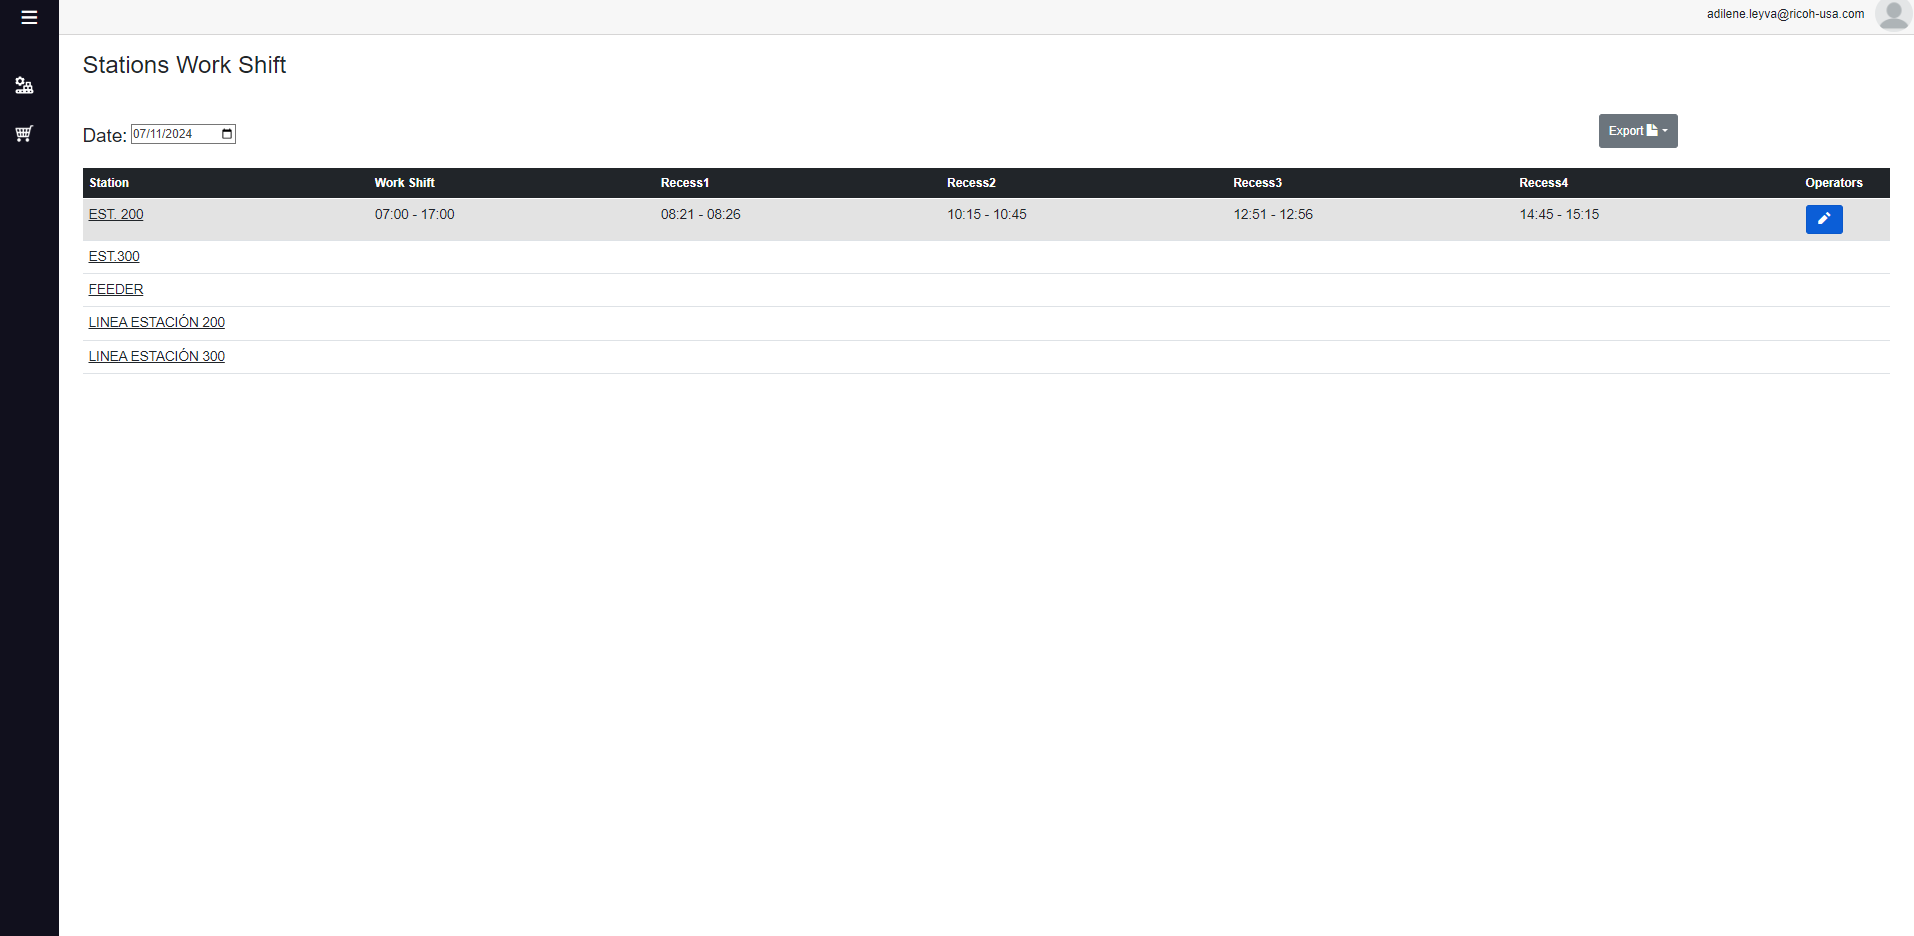 adilene.leyva@ricoh-usa.com
Stations Work Shift
Date: 07/11/2024
Export
Station Work Shift Recess1 Recess2 Recess3 Recess4 Operators
EST. 200 07:00 - 17:00 08:21 - 08:26 10:15 - 10:45 12:51 - 12:56 14:45 - 15:15
EST.300
FEEDER
LINEA ESTACIÓN 200
LINEA ESTACIÓN 300